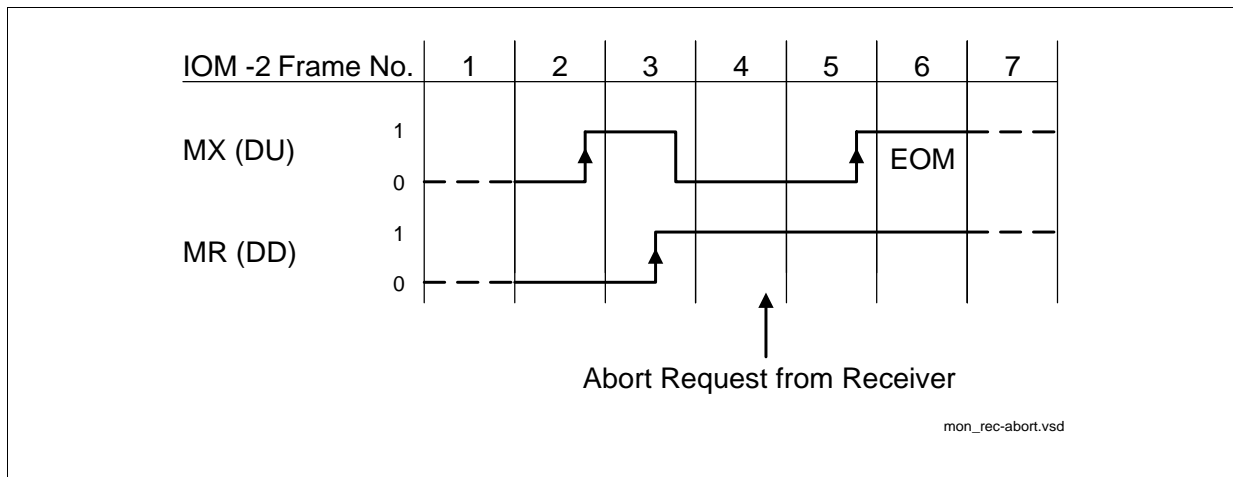 IOM -2 Frame No. 1 2 3 4 5 6 7
1
MX (DU) EOM
0
1
MR (DD)
0
Abort Request from Receiver
mon_rec-abort.vsd